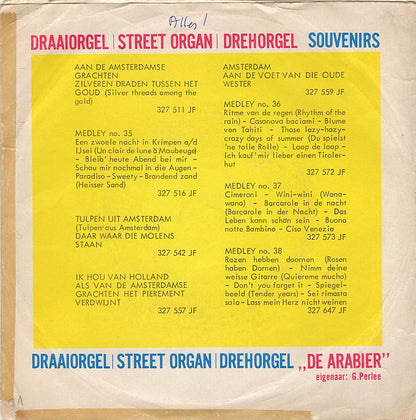 Alles!
DRAAIORGEL | STREET ORGAN | DREHORGEL SOUVENIRS
AAN DE AMSTERDAMSE
GRACHTEN
ZILVEREN DRADEN TUSSEN HET
GOUD (Silver threads among the
gold)
327 511 JF
MEDLEY no. 35
Een zwoele nacht in Krimpen a/d
IJsel (Un clair de lune à Maubeuge)
- Bleib' heute Abend bei mir -
Schau mir nochmal in die Augen -
Paradiso - Sweety - Brandend zand
(Heisser Sand)
327 516 JF
TULPEN UIT AMSTERDAM
(Tulpen aus Amsterdam)
DAAR WAAR DIE MOLENS
STAAN
327 542 JF
IK HOU VAN HOLLAND
ALS VAN DE AMSTERDAMSE
GRACHTEN HET PIEREMENT
VERDWIJNT
327 557 JF
AMSTERDAM
AAN DE VOET VAN DIE OUDE
WESTER
327 559 JF
MEDLEY no. 36
Ritme van de regen (Rhythm of the
rain) - Casanova baciami - Blume
von Tahiti - Those lazy-hazy-
crazy days of summer (Du spielst
'ne tolle Rolle) - Loop de loop -
Ich kauf' mir lieber einen Tiroler-
hut
327 572 JF
MEDLEY no. 37
Cimeroni - Wini-wini (Wana-
wana) - Barcarole in de nacht
(Barcarole in der Nacht) - Das
Leben kann schön sein - Buona
notte Bambino - Ciso Venezia
327 573 JF
MEDLEY no. 38
Rozen hebben doornen (Rosen
haben Dornen) - Nimm deine
weisse Gitarre (Quiereme mucho)
- Don't you forget it - Spiegel-
beeld (Tender years) - Sei rimasta
sola - Lass mein Herz nicht weinen
327 647 JF
DRAAIORGEL | STREET ORGAN | DREHORGEL „DE ARABIER"
eigenaar: G.Perlee